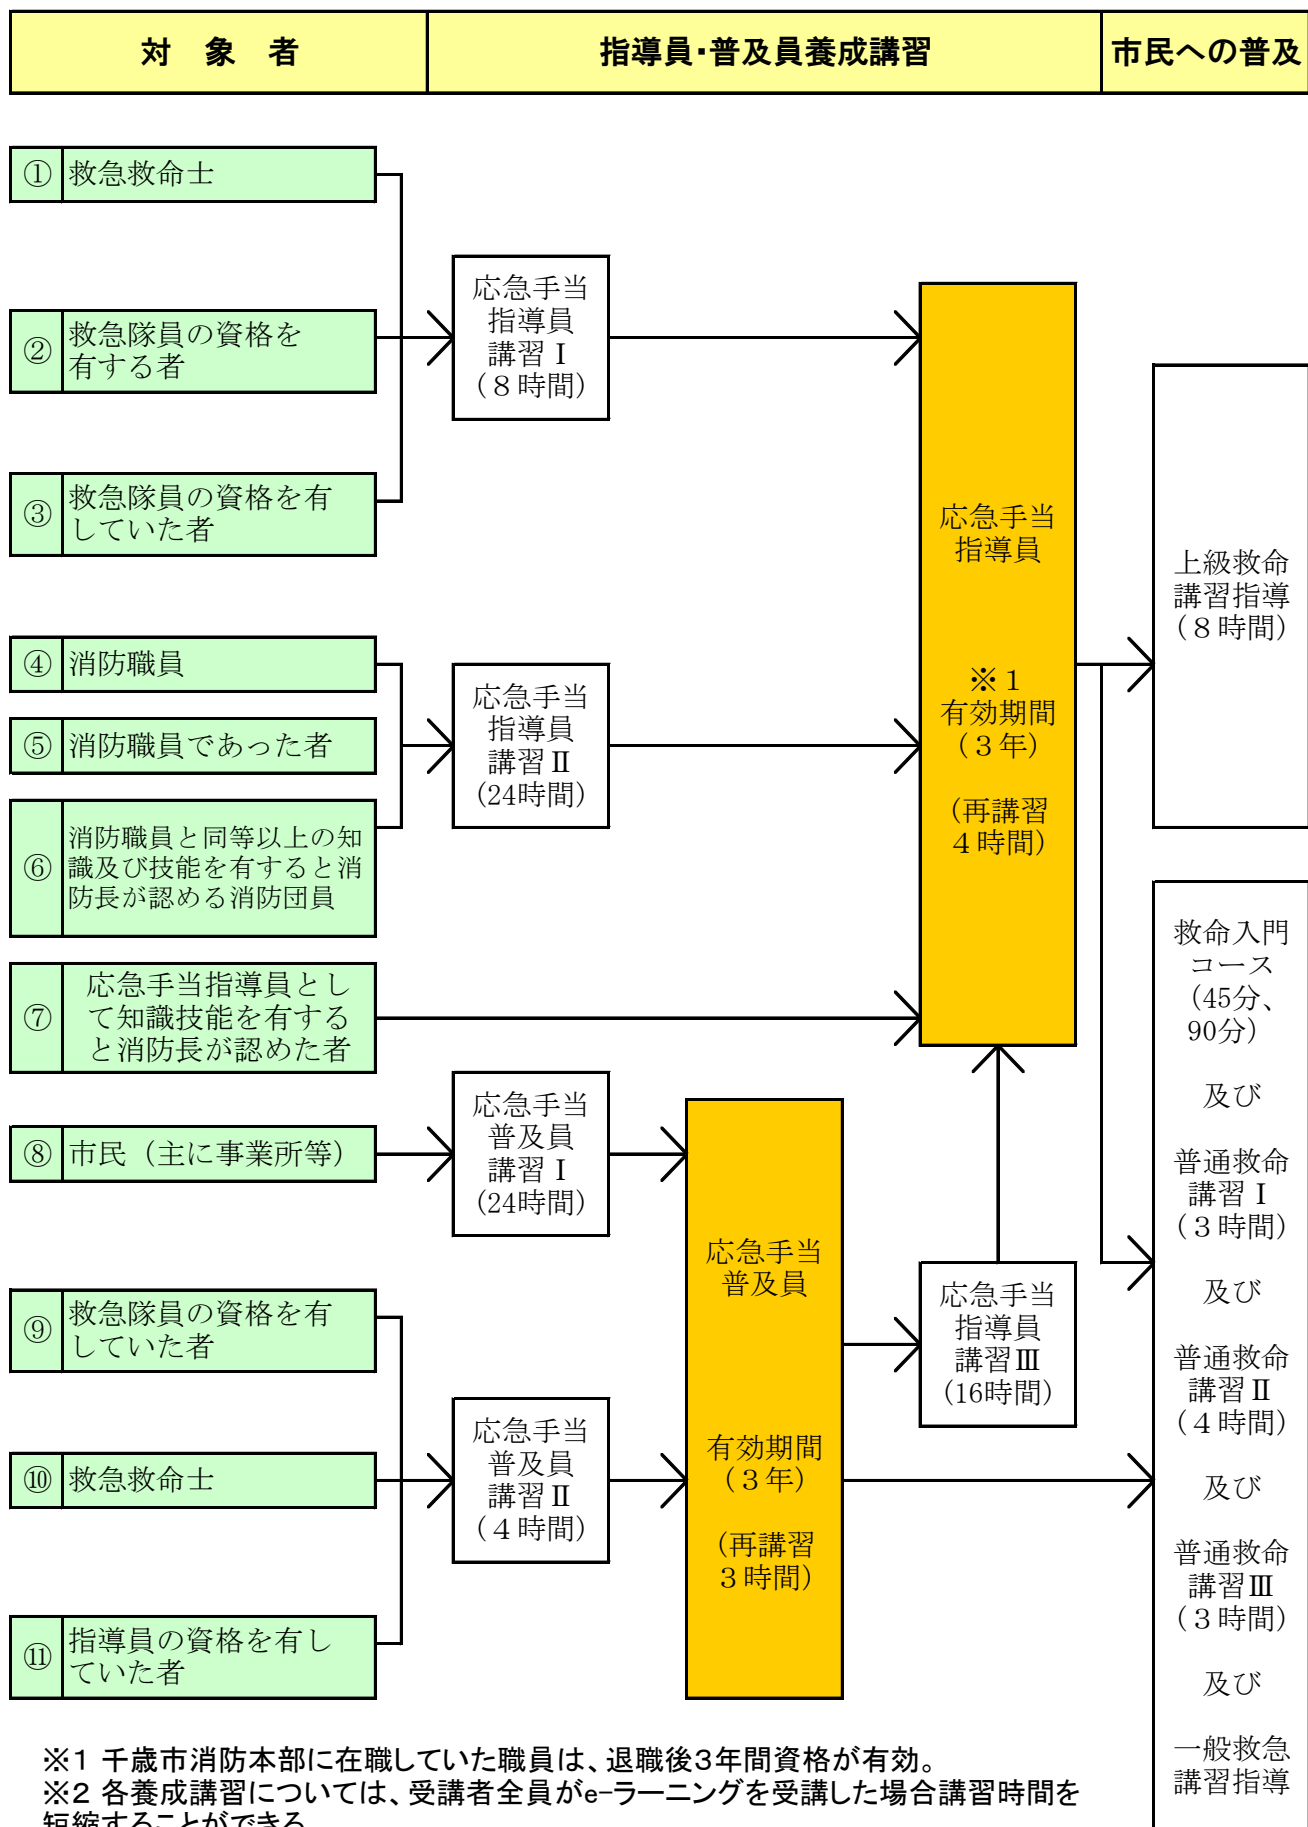 対　象　者
指導員・普及員養成講習
市民への普及
① 救急救命士
② 救急隊員の資格を
有する者
③ 救急隊員の資格を有
していた者
④ 消防職員
⑤ 消防職員であった者
⑥ 消防職員と同等以上の知
識及び技能を有すると消
防長が認める消防団員
⑦ 応急手当指導員とし
て知識技能を有する
と消防長が認めた者
⑧ 市民（主に事業所等）
⑨ 救急隊員の資格を有
していた者
⑩ 救急救命士
⑪ 指導員の資格を有し
ていた者
応急手当
指導員
講習Ⅰ
（８時間）
応急手当
指導員
講習Ⅱ
(24時間)
応急手当
普及員
講習Ⅰ
(24時間)
応急手当
普及員
講習Ⅱ
（４時間）
応急手当
普及員
有効期間
（３年）
（再講習
３時間）
応急手当
指導員
※１
有効期間
（３年）
（再講習
４時間）
応急手当
指導員
講習Ⅲ
(16時間)
上級救命
講習指導
（８時間）
救命入門
コース
（45分、
90分）
及び
普通救命
講習Ⅰ
（３時間）
及び
普通救命
講習Ⅱ
（４時間）
及び
普通救命
講習Ⅲ
（３時間）
及び
一般救急
講習指導
※1 千歳市消防本部に在職していた職員は、退職後3年間資格が有効。
※2 各養成講習については、受講者全員がe-ラーニングを受講した場合講習時間を
短縮することができる